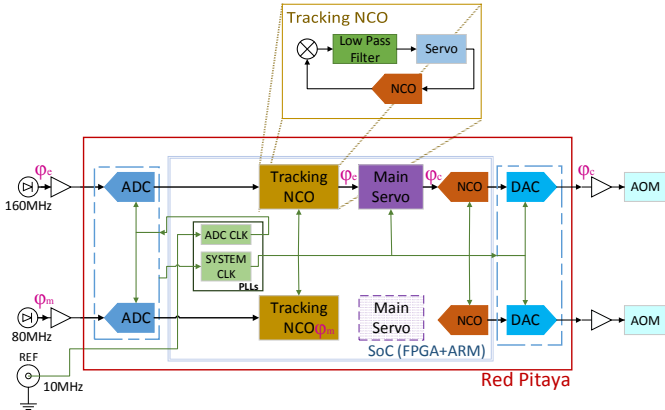 Tracking NCO
Low Pass
Filter
Servo
NCO
φe
160MHz
ADC
Tracking
NCO
φe
Main
Servo
φc
NCO
DAC
φc
AOM
ADC CLK
SYSTEM
CLK
PLLs
φm
80MHz
ADC
Tracking
NCOφm
Main
Servo
NCO
DAC
AOM
SoC (FPGA+ARM)
REF
10MHz
Red Pitaya